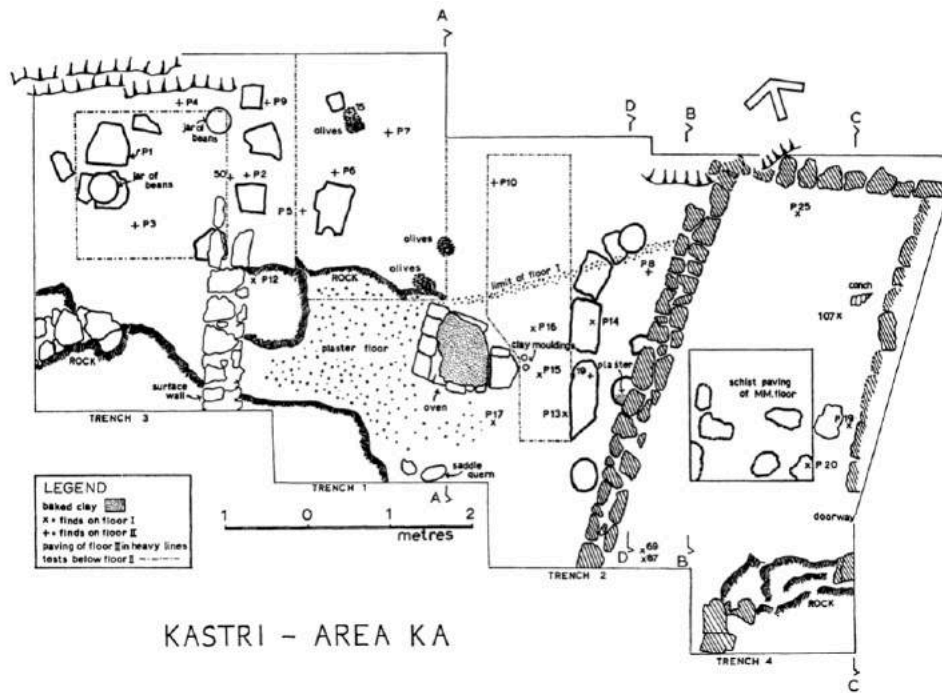 A
P4
P9
jar of
beans
15
olives
P7
D
B
C
P1
jar of
beans
50
P2
P6
P10
P25
P3
P5
olives
P8
P12
ROCK
olives
limit of floor I
conch
107
P16
P14
clay moulding
plaster floor
ROCK
P15
19
plaster
schist paving
of MM.floor
surface
wall
oven
P17
P13
P19
TRENCH 3
saddle
quern
P20
LEGEND
baked clay
x • finds on floor I
+ • finds on floor II
paving of floor II in heavy lines
tests below floor II
TRENCH 1
A
1 0 1 2
metres
doorway
D
69
67
B
TRENCH 2
ROCK
KASTRI – AREA KA
TRENCH 4
C